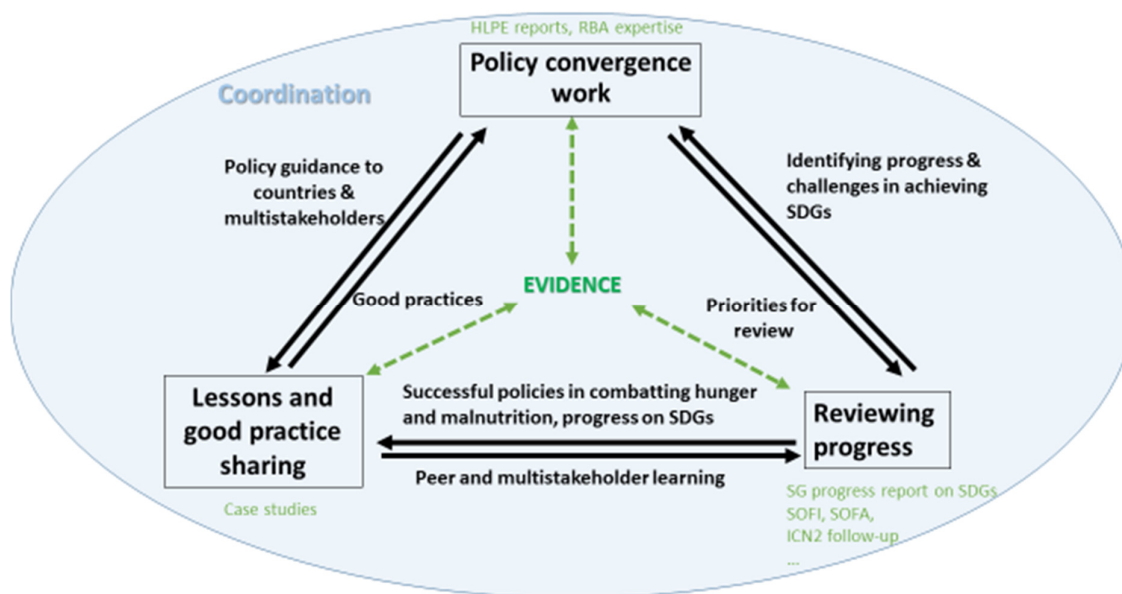 HLPE reports, RBA expertise
Policy convergence
work
Coordination
Policy guidance to
countries &
multistakeholders
Identifying progress &
challenges in achieving
SDGs
EVIDENCE
Good practices
Priorities for
review
Lessons and
good practice
sharing
Successful policies in combatting hunger
and malnutrition, progress on SDGs
Reviewing
progress
Peer and multistakeholder learning
Case studies
SG progress report on SDGs
SOFI, SOFA,
ICN2 follow-up
...